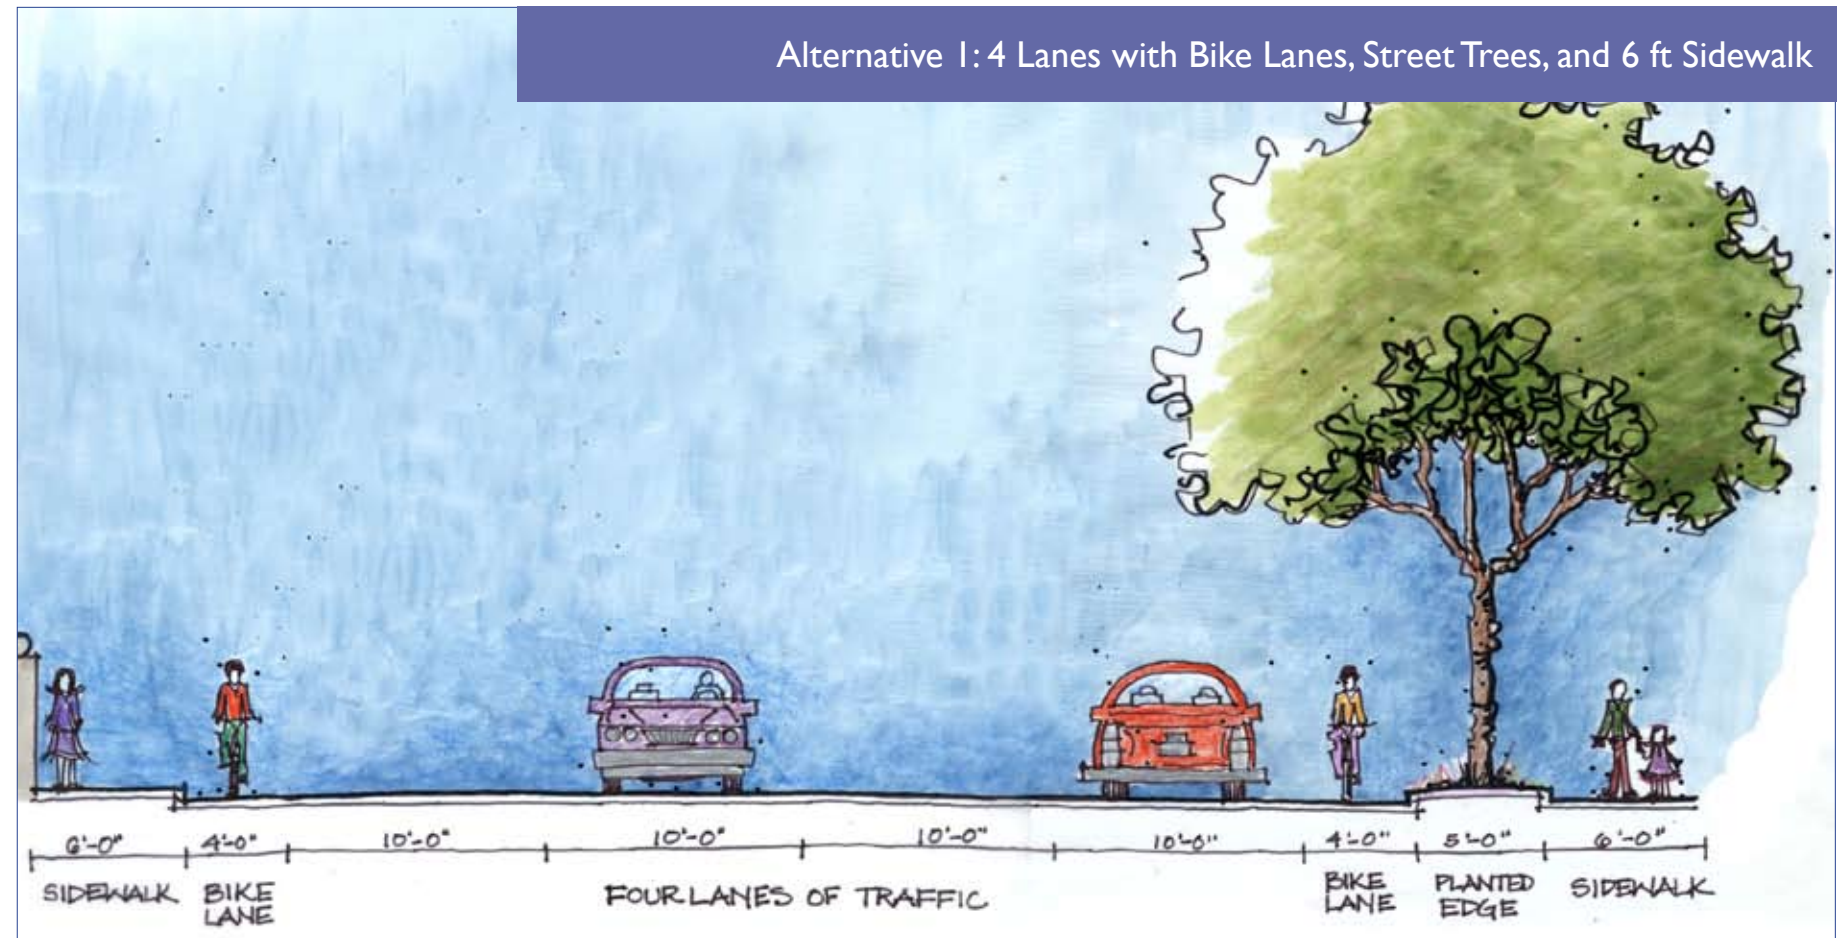 Alternative 1: 4 Lanes with Bike Lanes, Street Trees, and 6 ft Sidewalk
6'-0" 4'-0" 10'-0" 10'-0" 10'-0" 10'-0" 4'-0" 5'-0" 6'-0"
SIDEWALK
BIKE
LANE
FOUR LANES OF TRAFFIC
BIKE
LANE
PLANTED
EDGE
SIDEWALK